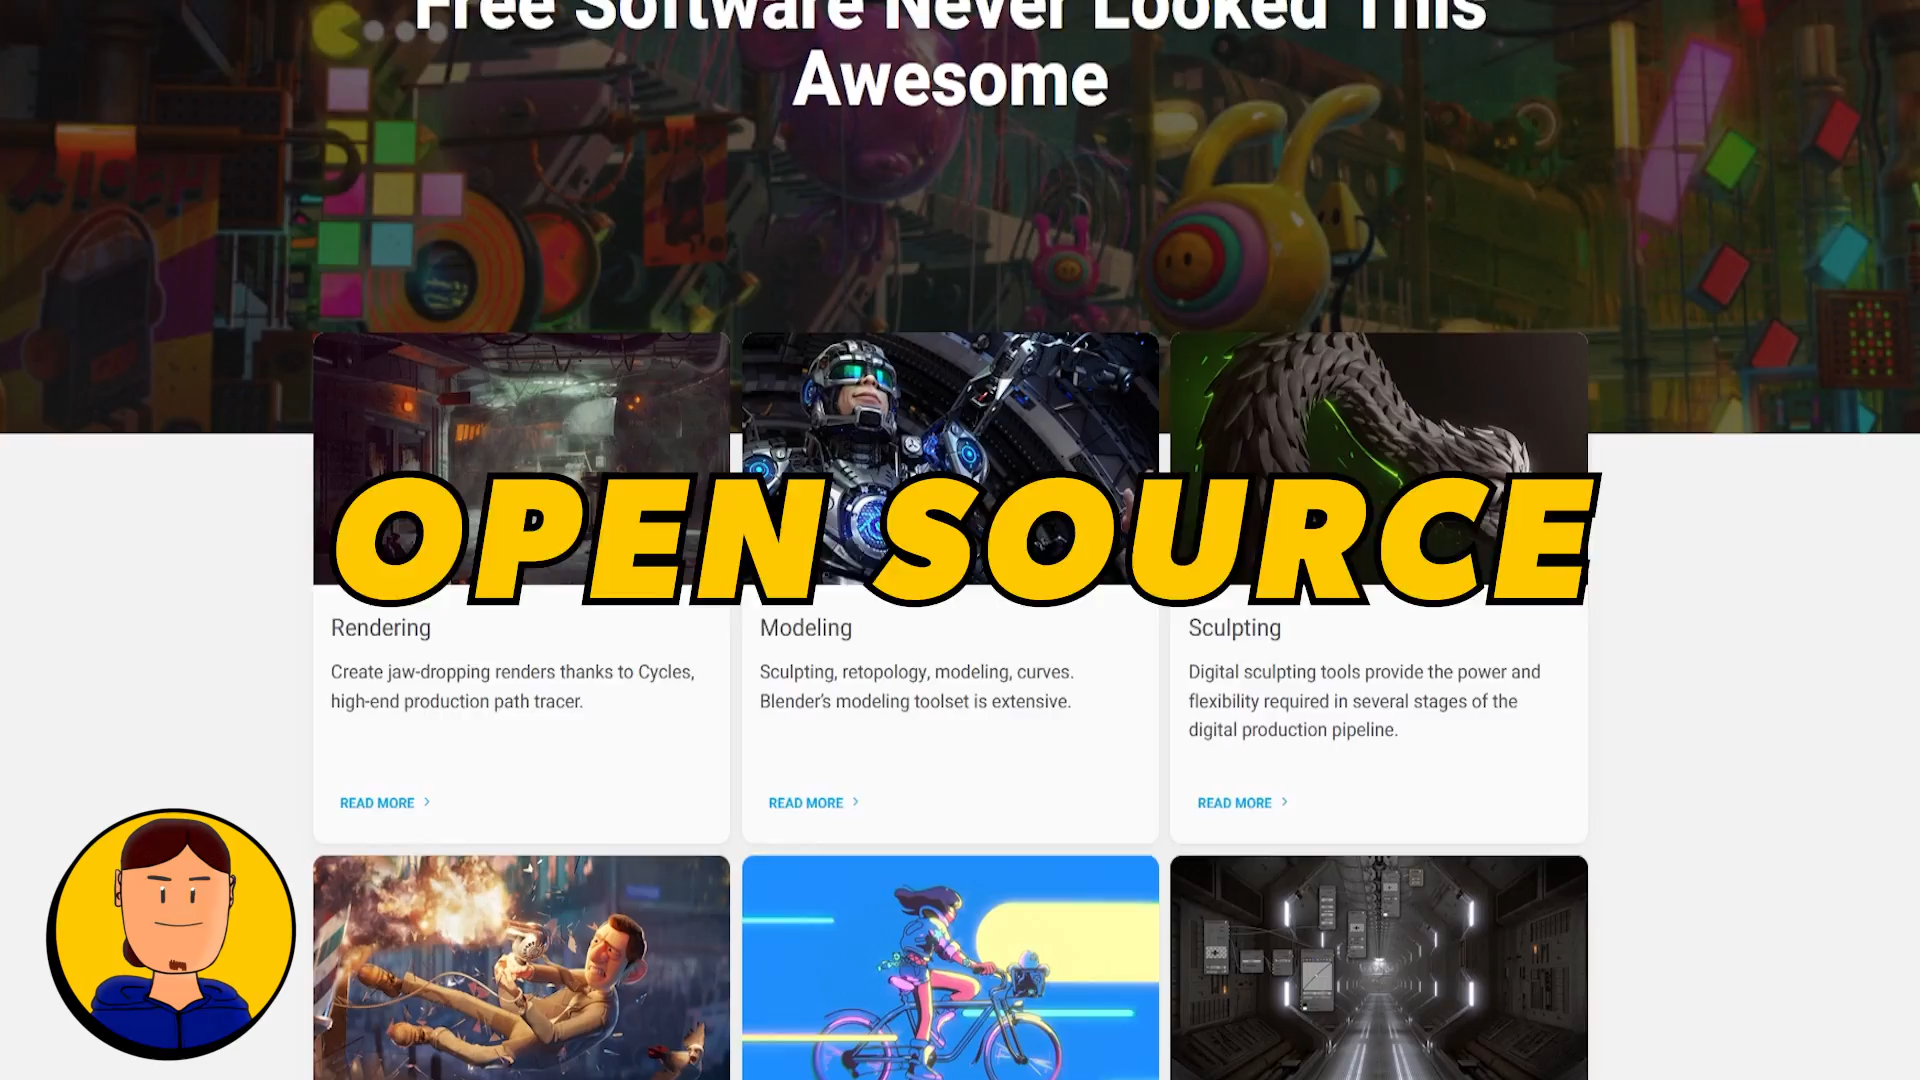 Free Software Never Looked This
Awesome
OPEN SOURCE
Rendering
Create jaw-dropping renders thanks to Cycles,
high-end production path tracer.
READ MORE
Modeling
Sculpting, retopology, modeling, curves.
Blender's modeling toolset is extensive.
READ MORE
Sculpting
Digital sculpting tools provide the power and
flexibility required in several stages of the
digital production pipeline.
READ MORE